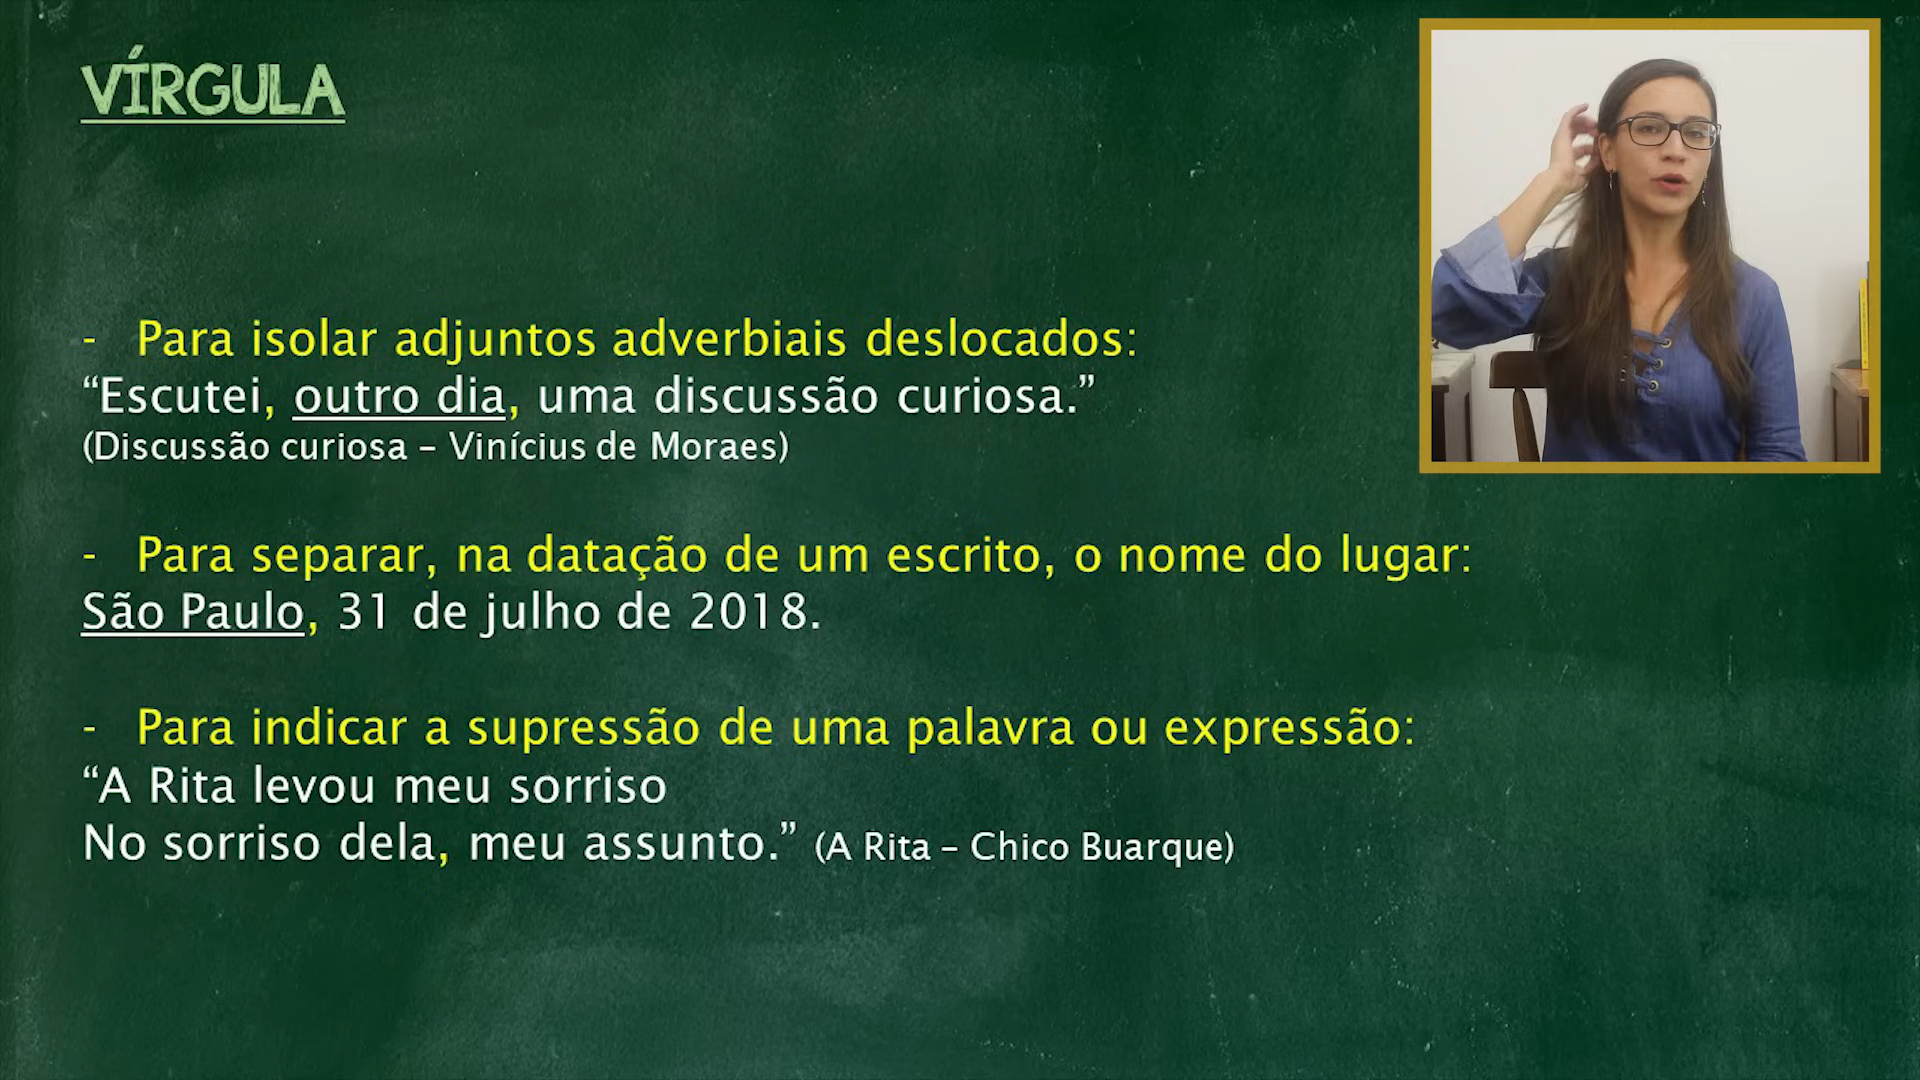 VÍRGULA
- Para isolar adjuntos adverbiais deslocados:
“Escutei, outro dia, uma discussão curiosa.”
(Discussão curiosa – Vinícius de Moraes)
- Para separar, na datação de um escrito, o nome do lugar:
São Paulo, 31 de julho de 2018.
- Para indicar a supressão de uma palavra ou expressão:
“A Rita levou meu sorriso
No sorriso dela, meu assunto.” (A Rita – Chico Buarque)